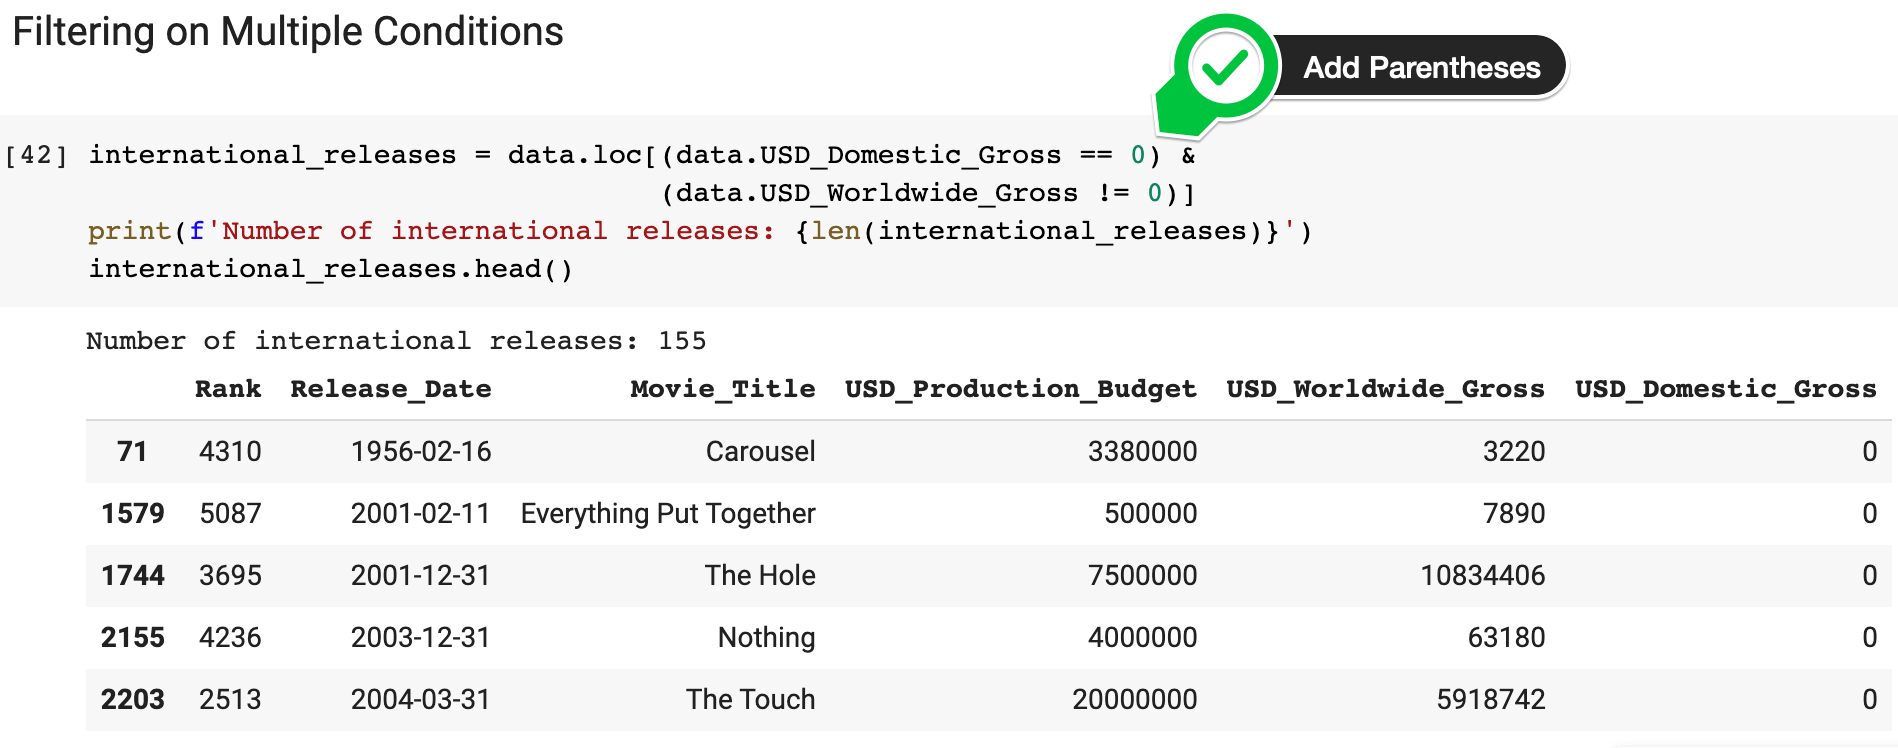 Filtering on Multiple Conditions
Add Parentheses
[42] international_releases = data.loc[(data.USD_Domestic_Gross == 0) &
(data.USD_Worldwide_Gross != 0)]
print(f'Number of international releases: {len(international_releases)}')
international_releases.head()
Number of international releases: 155
Rank Release_Date Movie_Title USD_Production_Budget USD_Worldwide_Gross USD_Domestic_Gross
71 4310 1956-02-16 Carousel 3380000 3220 0
1579 5087 2001-02-11 Everything Put Together 500000 7890 0
1744 3695 2001-12-31 The Hole 7500000 10834406 0
2155 4236 2003-12-31 Nothing 4000000 63180 0
2203 2513 2004-03-31 The Touch 20000000 5918742 0